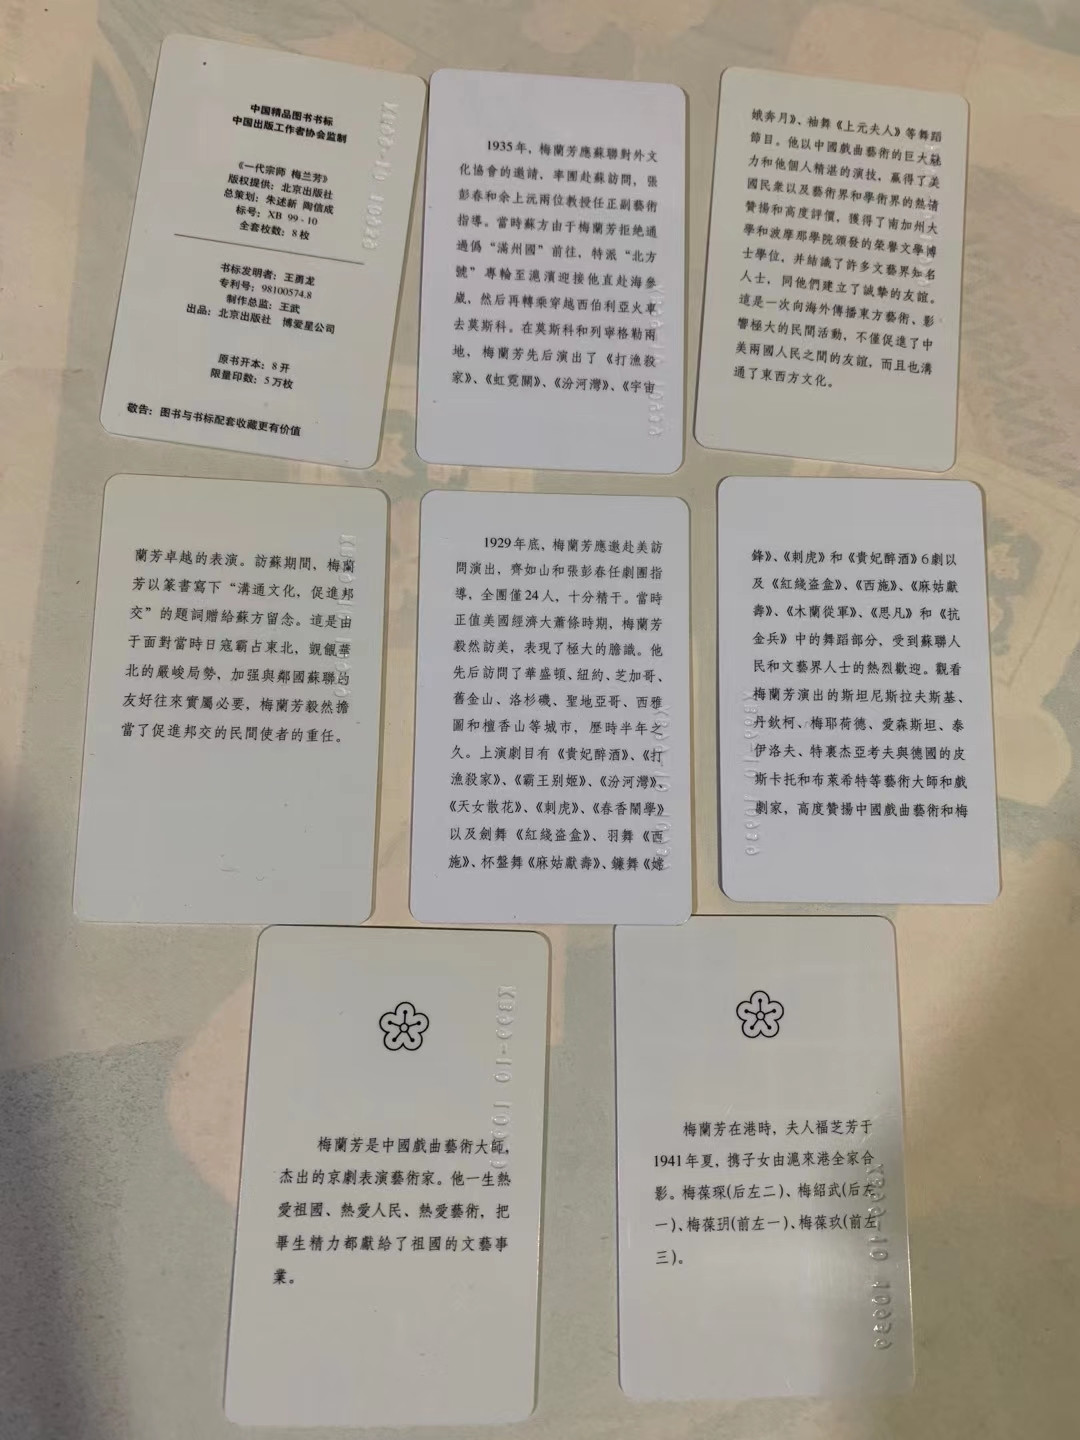 中国精品图书书标
中国出版工作者协会监制
《一代宗师 梅兰芳》
版权提供：北京出版社
总策划：朱述新 陶信成
标号：XB 99－10
全套枚数：8枚
书标发明者：王勇龙
专利号：98100574.8
制作总监：王武
出品：北京出版社 博爱星公司
原书开本：8开
限量印数：5万枚
敬告：图书与书标配套收藏更有价值
1935年，梅蘭芳應蘇聯對外文
化協會的邀請、率團赴蘇訪問，張
彭春和余上沅兩位教授任正副藝術
指導。當時蘇方由于梅蘭芳拒绝通
過僞“滿州國”前往，特派“北方
號”專輪至滬濱迎接他直赴海參
崴，然后再轉乘穿越西伯利亞火車
去莫斯科。在莫斯科和列寧格勒兩
地，梅蘭芳先后演出了《打漁殺
家》、《虹霓關》、《汾河灣》、《宇宙
娥奔月》、袖舞《上元夫人》等舞蹈
節目。他以中國戲曲藝術的巨大魅
力和他個人精湛的演技，贏得了美
國民衆以及藝術界和學術界的熱情
贊揚和高度評價，獲得了南加州大
學和波摩那學院頒發的榮譽文學博
士學位，并結識了許多文藝界知名
人士，同他們建立了誠摯的友誼。
這是一次向海外傳播東方藝術、影
響極大的民間活動，不僅促進了中
美兩國人民之間的友誼，而且也溝
通了東西方文化。
蘭芳卓越的表演。訪蘇期間，梅蘭
芳以篆書寫下“溝通文化，促進邦
交”的題詞贈給蘇方留念。這是由
于面對當時日寇霸占東北，覬覦華
北的嚴峻局勢，加强與鄰國蘇聯的
友好往來實屬必要，梅蘭芳毅然擔
當了促進邦交的民間使者的重任。
1929年底，梅蘭芳應邀赴美訪
問演出，齊如山和張彭春任劇團指
導，全團僅24人，十分精干。當時
正值美國經濟大蕭條時期，梅蘭芳
毅然訪美，表現了極大的膽識。他
先后訪問了華盛頓、紐約、芝加哥、
舊金山、洛杉磯、聖地亞哥、西雅
圖和檀香山等城市，歷時半年之
久。上演劇目有《貴妃醉酒》、《打
漁殺家》、《霸王别姬》、《汾河灣》、
《天女散花》、《刺虎》、《春香鬧學》
以及劍舞《紅綫盗盒》、羽舞《西
施》、杯盤舞《麻姑獻壽》、鐮舞《嫦
鋒》、《刺虎》和《貴妃醉酒》6劇以
及《紅綫盗盒》、《西施》、《麻姑獻
壽》、《木蘭從軍》、《思凡》和《抗
金兵》中的舞蹈部分，受到蘇聯人
民和文藝界人士的熱烈歡迎。觀看
梅蘭芳演出的斯坦尼斯拉夫斯基、
丹欽柯、梅耶荷德、愛森斯坦、泰
伊洛夫、特裏杰亞考夫與德國的皮
斯卡托和布萊希特等藝術大師和戲
劇家，高度贊揚中國戲曲藝術和梅
梅蘭芳是中國戲曲藝術大師，
杰出的京劇表演藝術家。他一生熱
愛祖國、熱愛人民、熱愛藝術，把
畢生精力都獻給了祖國的文藝事
業。
梅蘭芳在港時，夫人福芝芳于
1941年夏，携子女由滬來港全家合
影。梅葆琛(后左二)、梅紹武(后左
一)、梅葆玥(前左一)、梅葆玖(前左
三)。